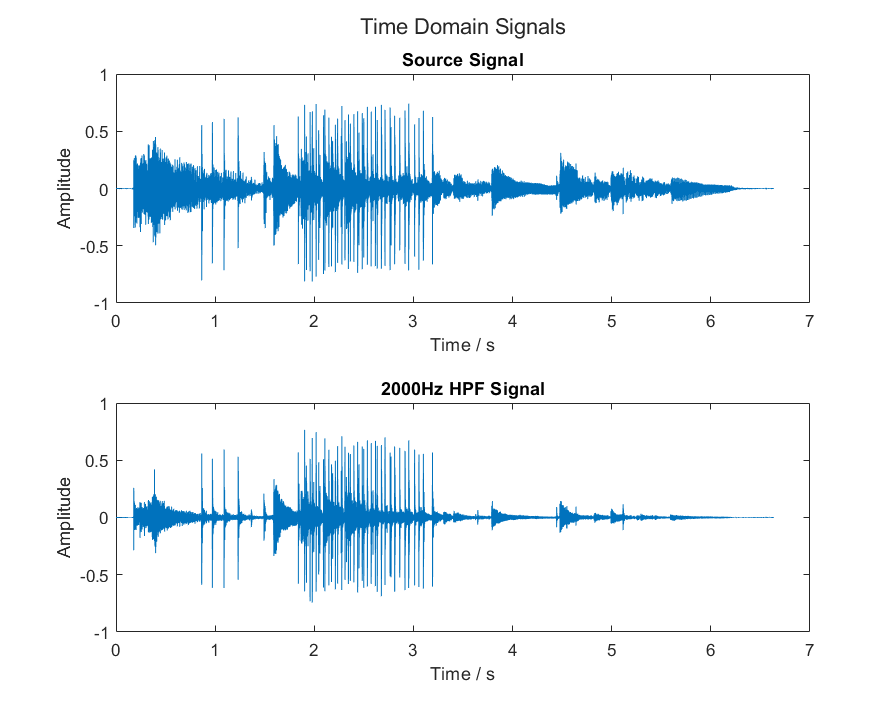 Time Domain Signals
Source Signal
1
0.5
0
-0.5
-1
Amplitude
0 1 2 3 4 5 6 7
Time / s
2000Hz HPF Signal
1
0.5
0
-0.5
-1
Amplitude
0 1 2 3 4 5 6 7
Time / s